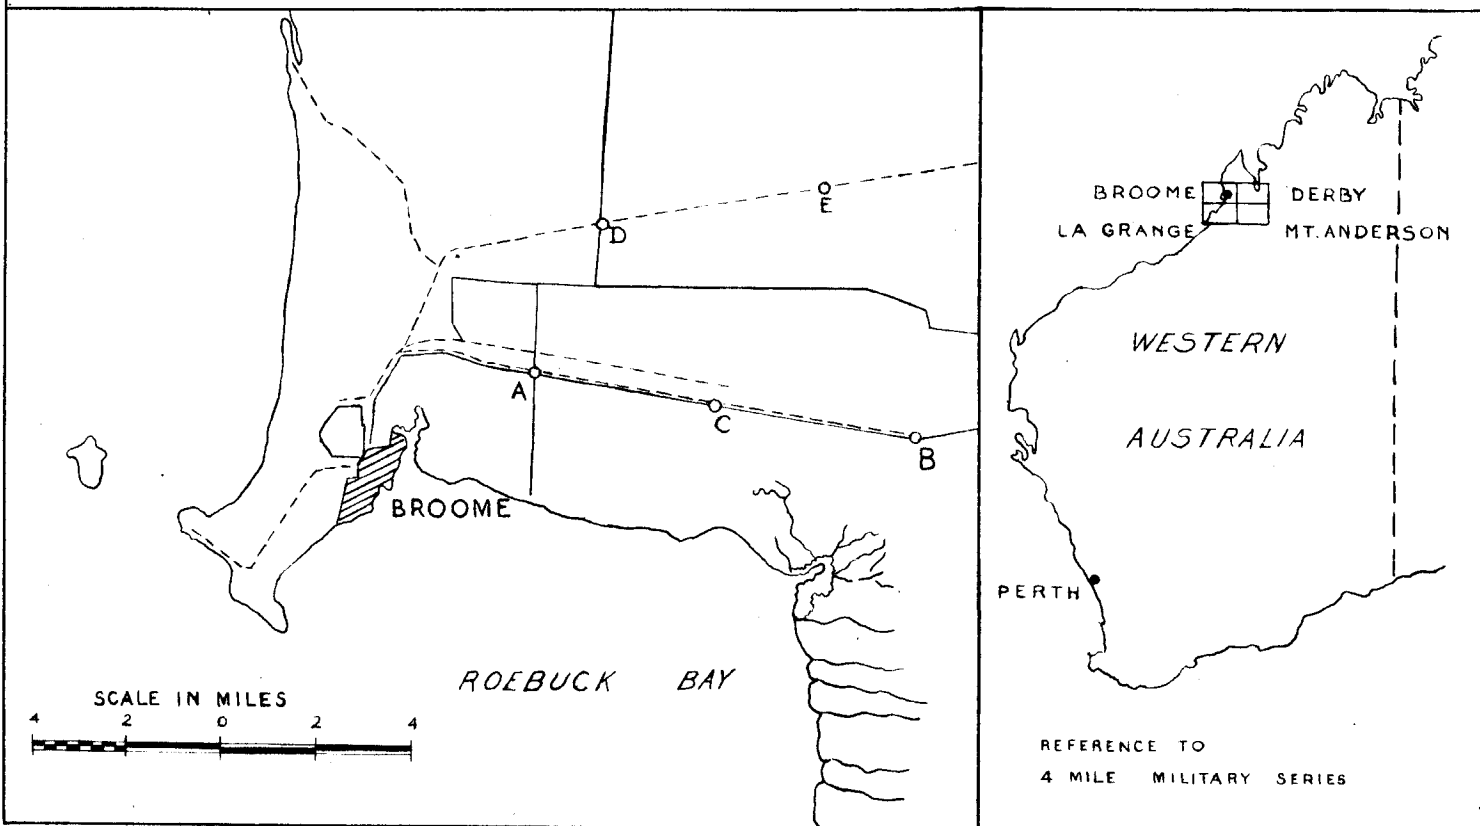 D
E
A
C
B
BROOME
ROEBUCK BAY
SCALE IN MILES
4 2 0 2 4
BROOME DERBY
LA GRANGE MT. ANDERSON
WESTERN
AUSTRALIA
PERTH
REFERENCE TO
4 MILE MILITARY SERIES